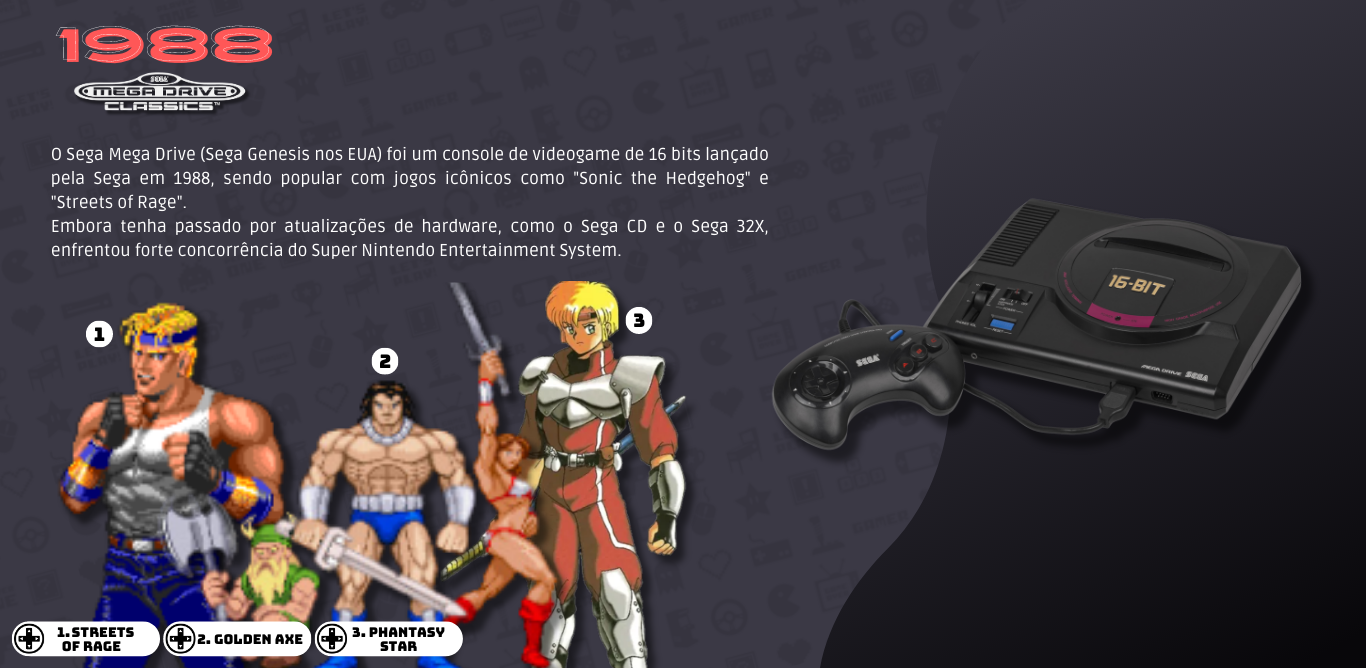 1988
SEGA
MEGA DRIVE
CLASSICS™
O Sega Mega Drive (Sega Genesis nos EUA) foi um console de videogame de 16 bits lançado
pela Sega em 1988, sendo popular com jogos icônicos como "Sonic the Hedgehog" e
"Streets of Rage".
Embora tenha passado por atualizações de hardware, como o Sega CD e o Sega 32X,
enfrentou forte concorrência do Super Nintendo Entertainment System.
1
2
3
16-BIT
SEGA
MEGA DRIVE SEGA
1. STREETS
OF RAGE
2. GOLDEN AXE
3. PHANTASY
STAR